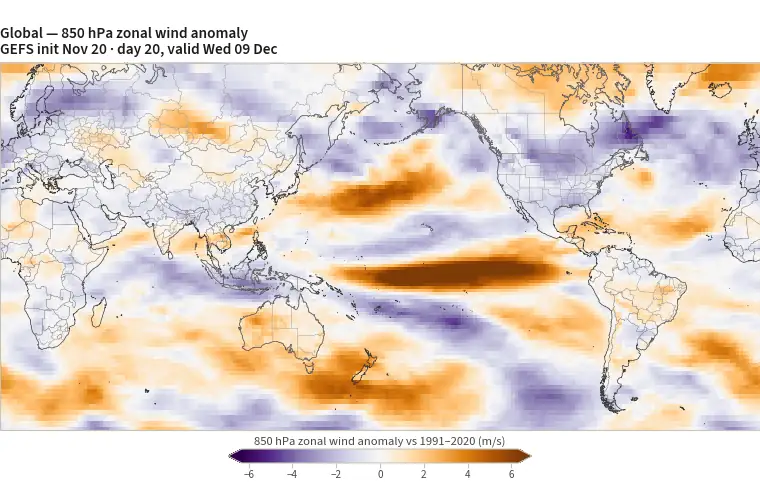 Global — 850 hPa zonal wind anomaly
GEFS init Nov 20 · day 20, valid Wed 09 Dec
850 hPa zonal wind anomaly vs 1991–2020 (m/s)
−6 −4 −2 0 2 4 6